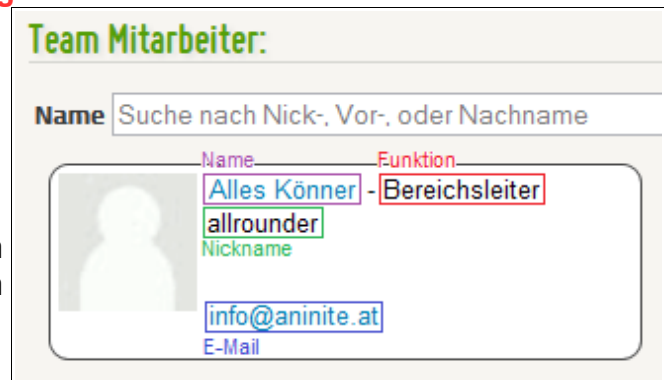 Team Mitarbeiter:
Name Suche nach Nick-, Vor-, oder Nachname
Name Funktion
Alles Könner - Bereichsleiter
allrounder
Nickname
info@aninite.at
E-Mail